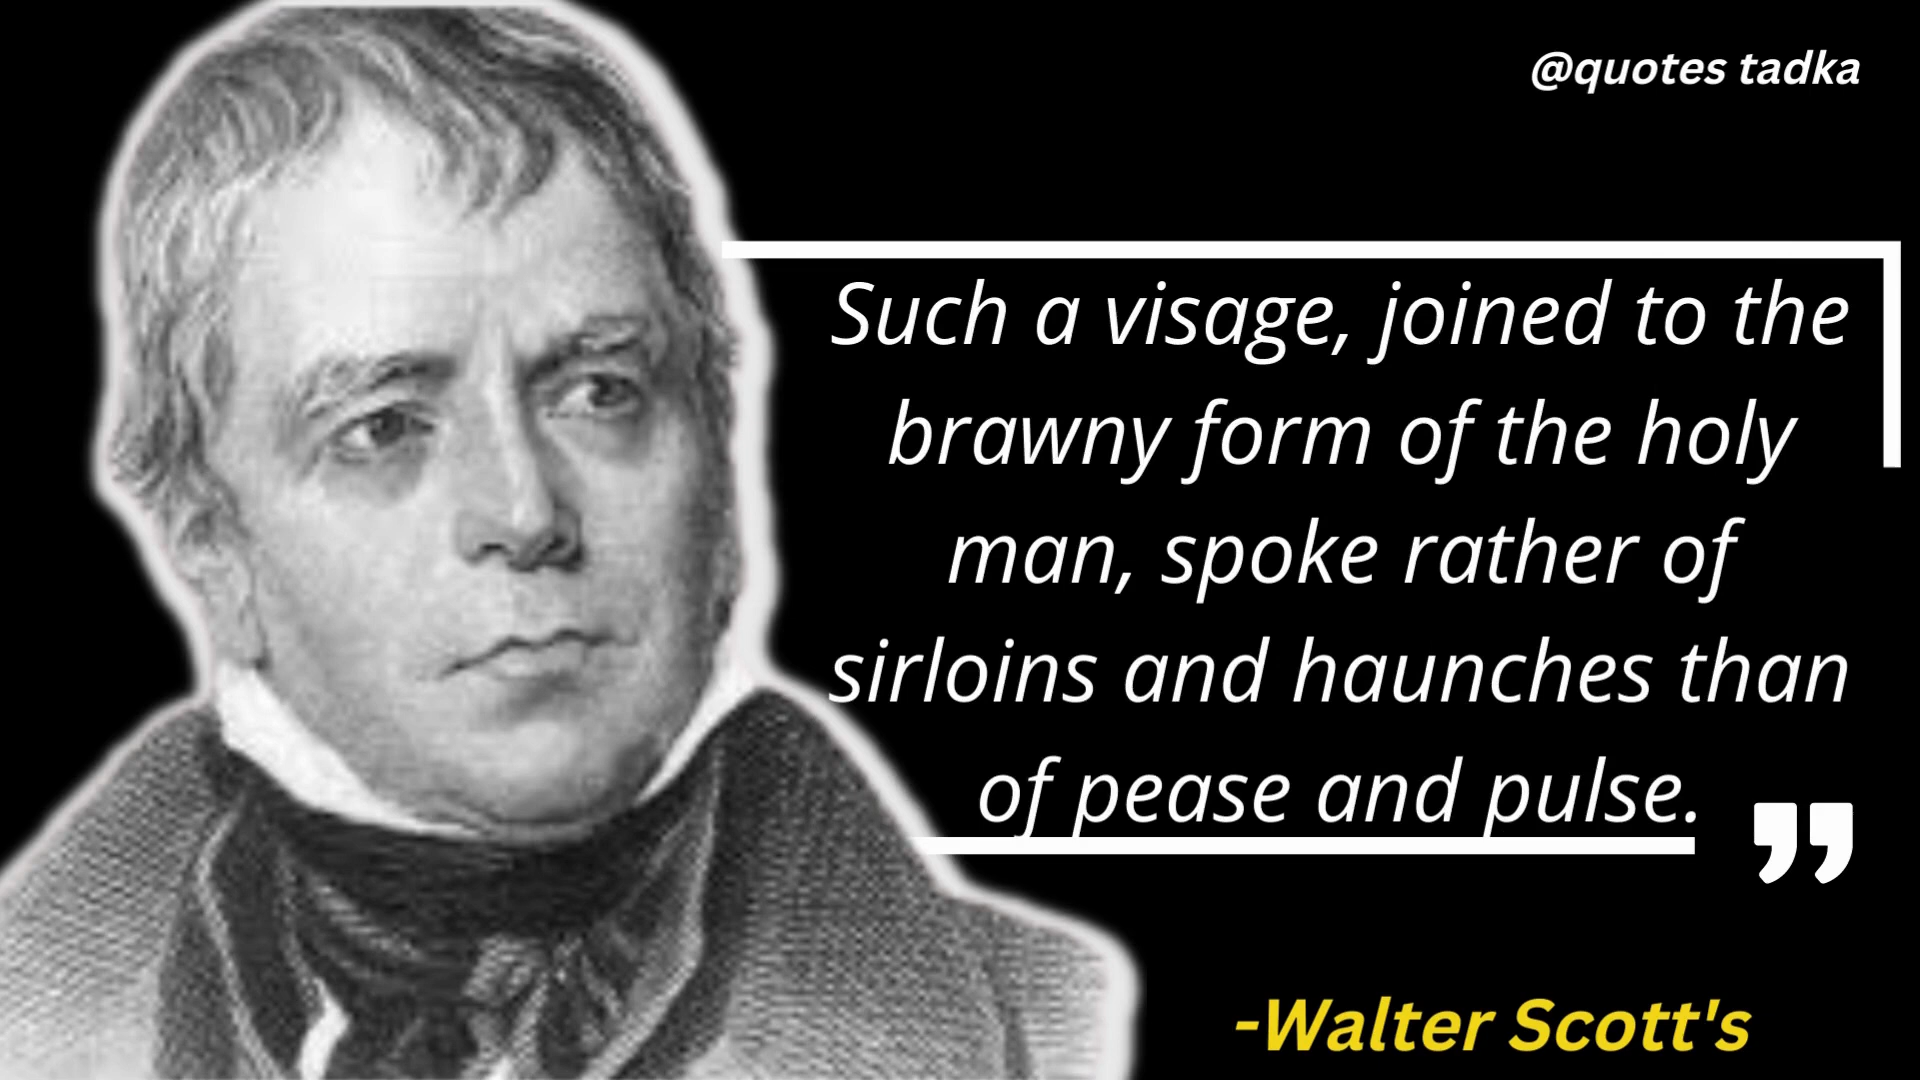 @quotes tadka
Such a visage, joined to the
brawny form of the holy
man, spoke rather of
sirloins and haunches than
of pease and pulse.
-Walter Scott's